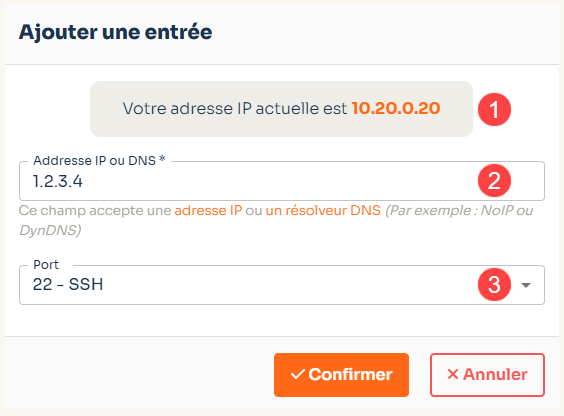 Ajouter une entrée
Votre adresse IP actuelle est 10.20.0.20
1
Addresse IP ou DNS *
1.2.3.4
2
Ce champ accepte une adresse IP ou un résolveur DNS (Par exemple : NoIP ou
DynDNS)
Port
22 - SSH
3
Confirmer
Annuler